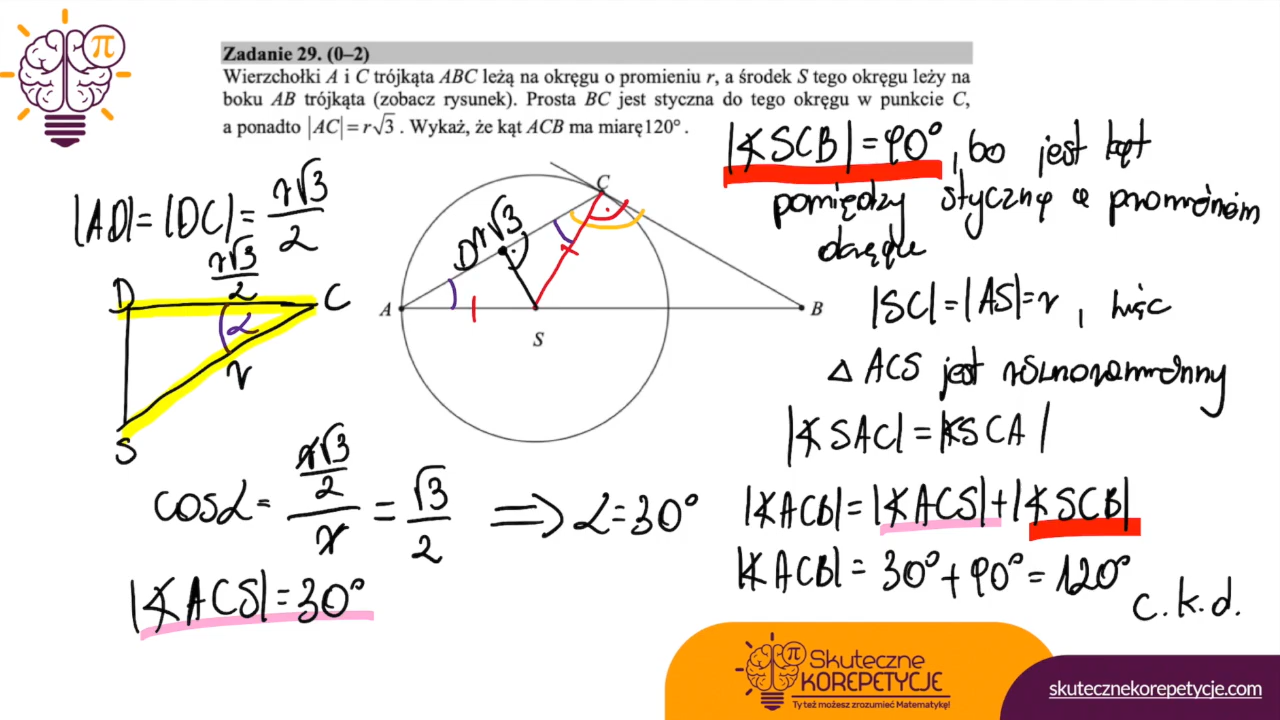 π
Zadanie 29. (0–2)
Wierzchołki A i C trójkąta ABC leżą na okręgu o promieniu r, a środek S tego okręgu leży na
boku AB trójkąta (zobacz rysunek). Prosta BC jest styczna do tego okręgu w punkcie C,
a ponadto |AC| = r√3. Wykaż, że kąt ACB ma miarę 120°.
|∢SCB| = 90°, bo jest kąt
pomiędzy styczną a promieniem
okręgu
|AD| = |DC| = r√3/2
D r√3/2 C
α
r
S
C
D r√3
A B
S
|SC| = |AS| = r, więc
Δ ACS jest równoramienny
|∢SAC| = |∢SCA|
cosα = (r√3/2)/r = √3/2 ⟹ α = 30°
|∢ACS| = 30°
|∢ACB| = |∢ACS| + |∢SCB|
|∢ACB| = 30° + 90° = 120°
c.k.d.
π
Skuteczne
KOREPETYCJE
Ty też możesz zrozumieć Matematykę!
skutecznekorepetycje.com